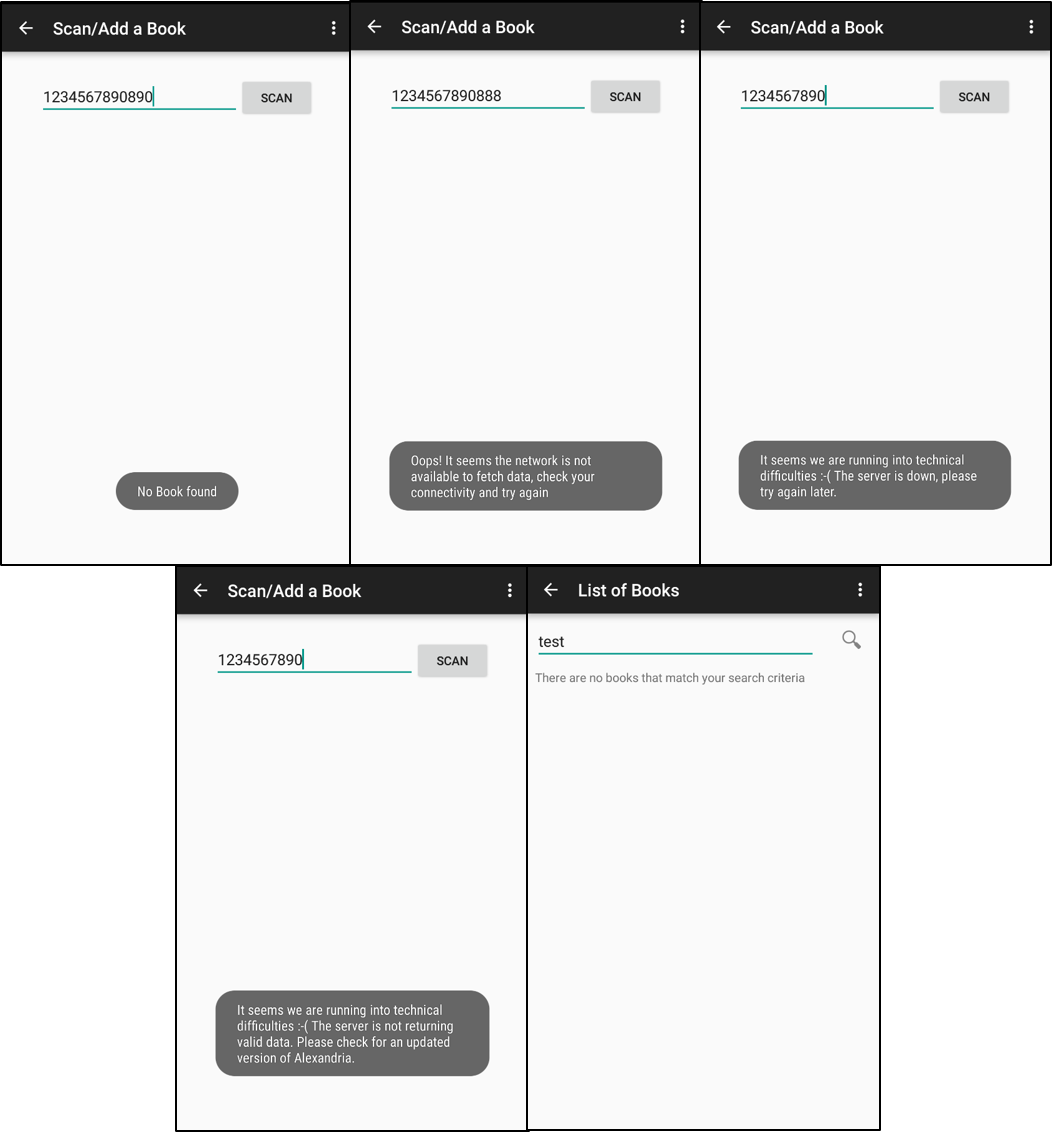 Scan/Add a Book
1234567890890
SCAN
No Book found
Scan/Add a Book
1234567890888
SCAN
Oops! It seems the network is not
available to fetch data, check your
connectivity and try again
Scan/Add a Book
1234567890
SCAN
It seems we are running into technical
difficulties :-( The server is down, please
try again later.
Scan/Add a Book
1234567890
SCAN
It seems we are running into technical
difficulties :-( The server is not returning
valid data. Please check for an updated
version of Alexandria.
List of Books
test
There are no books that match your search criteria